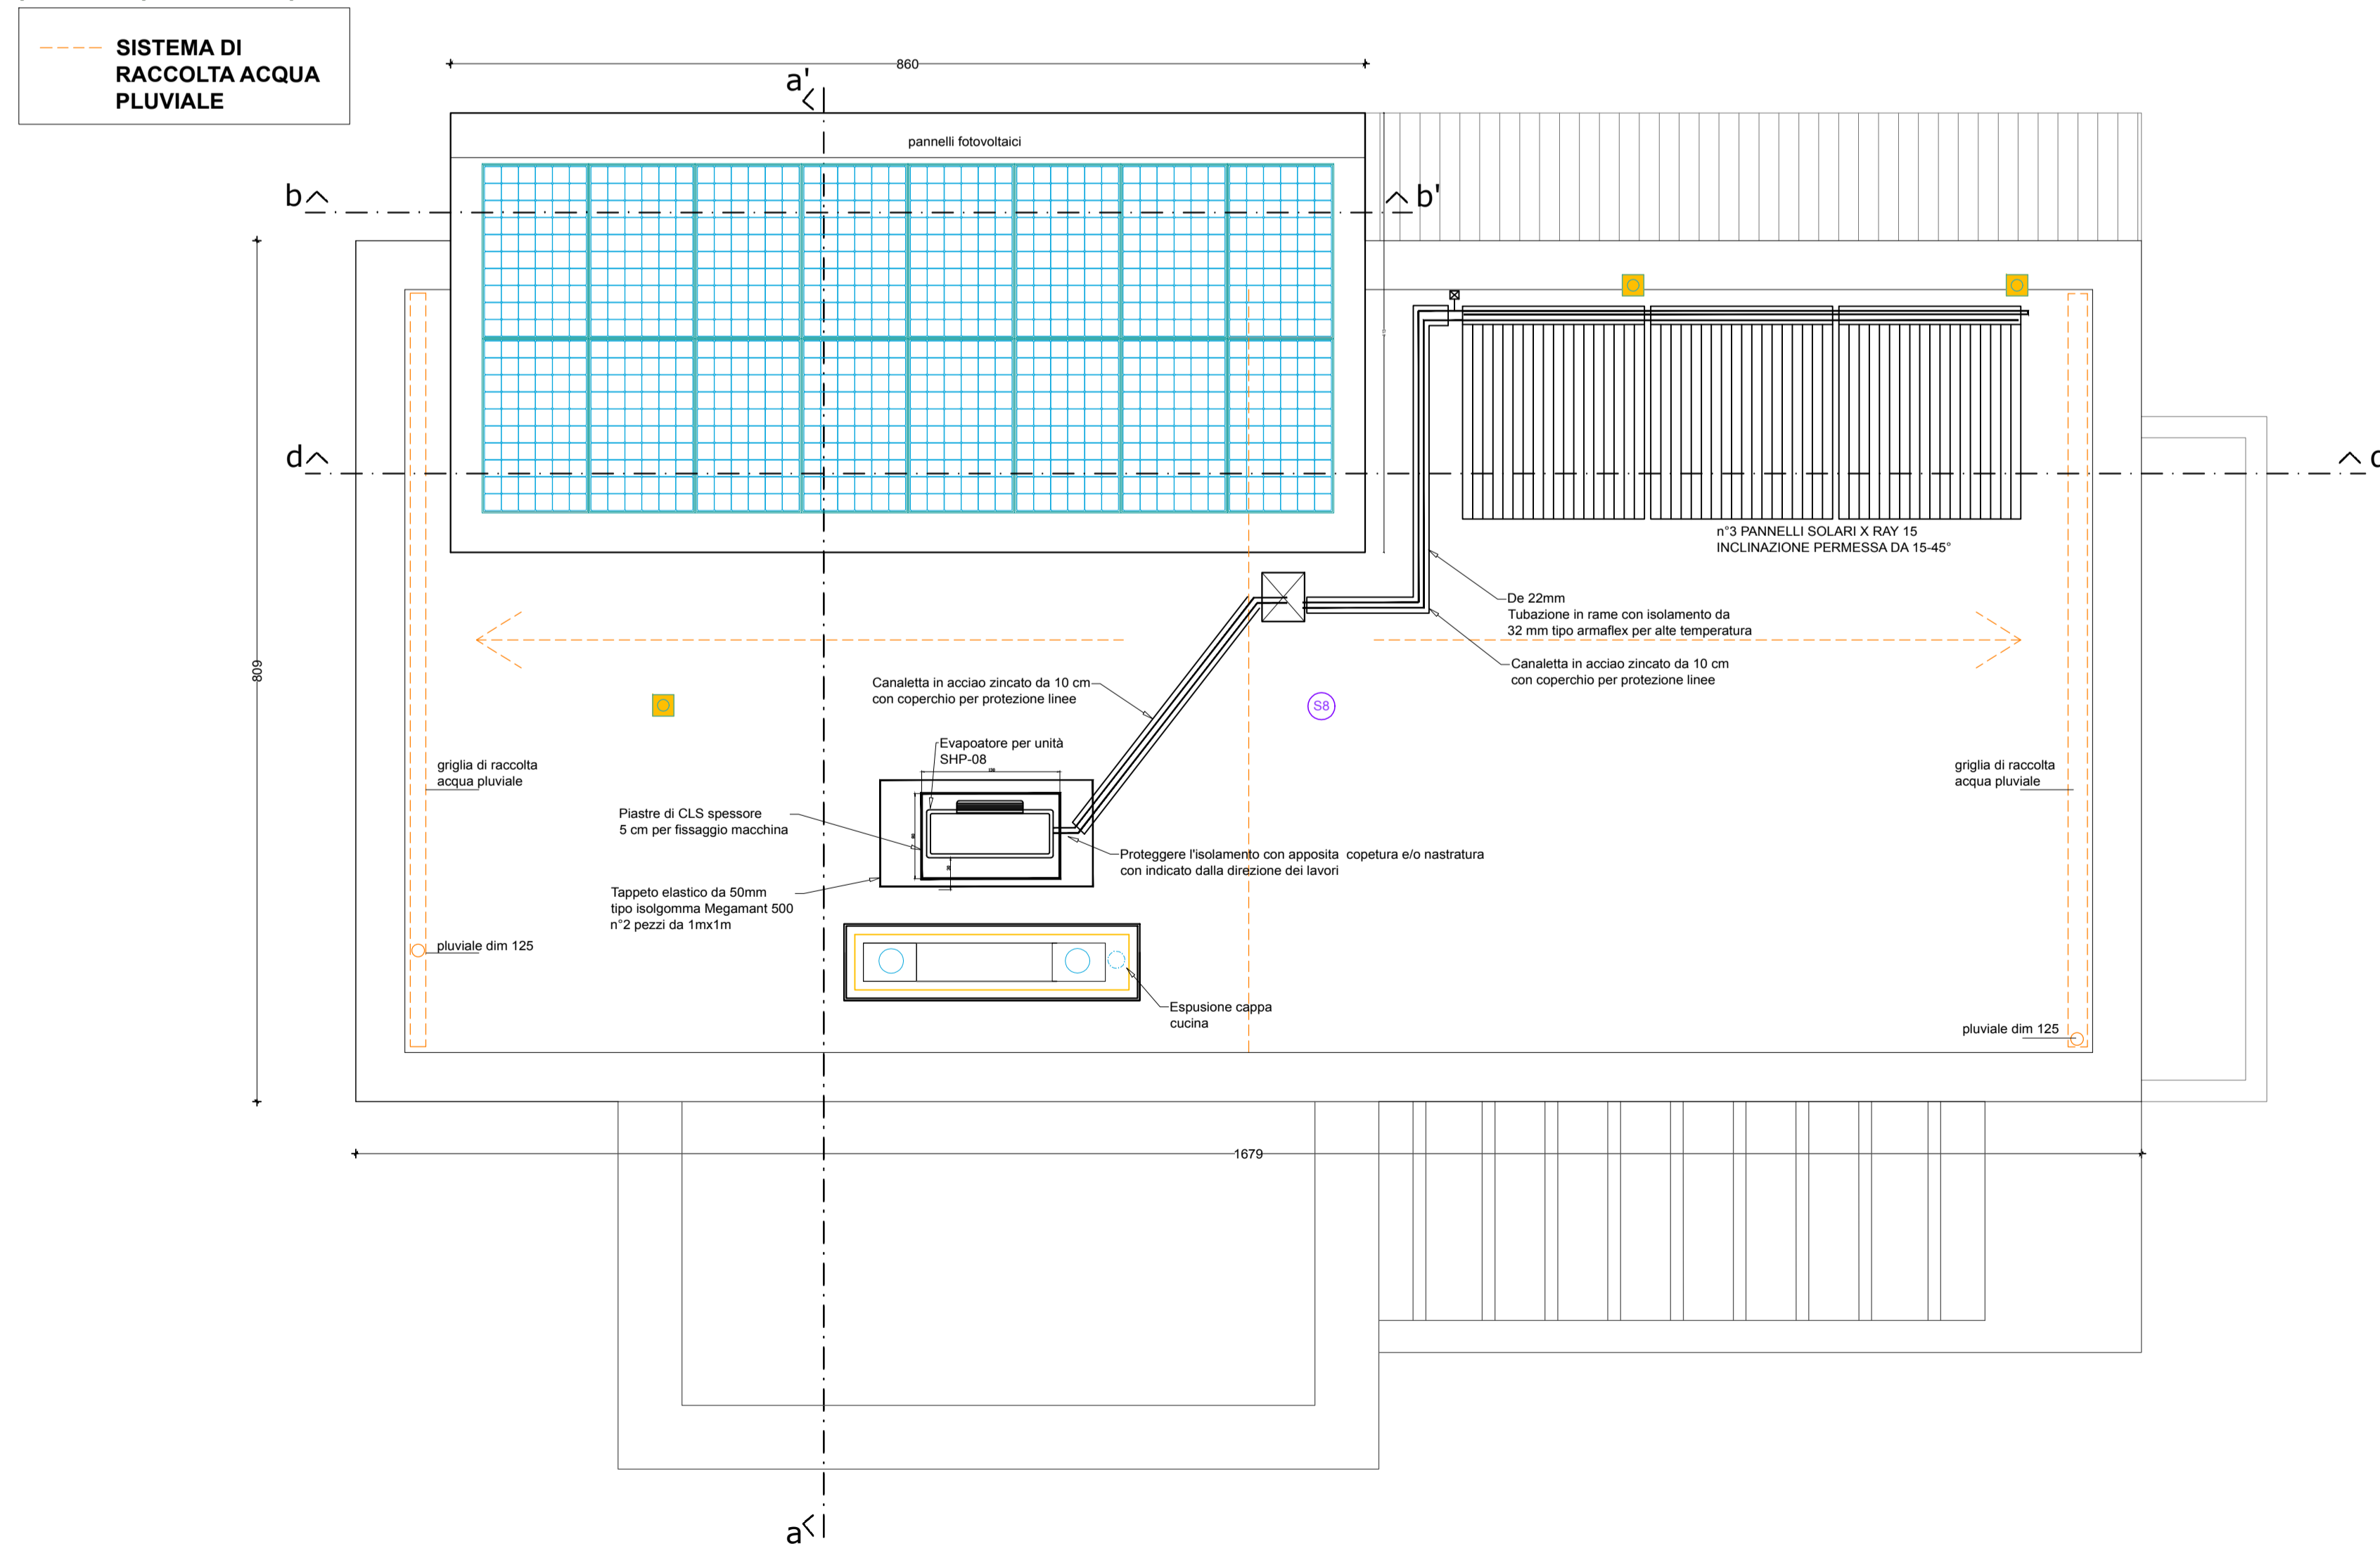 SISTEMA DI
RACCOLTA ACQUA
PLUVIALE
860
a'
pannelli fotovoltaici
b
b'
d
n°3 PANNELLI SOLARI X RAY 15
INCLINAZIONE PERMESSA DA 15-45°
De 22mm
Tubazione in rame con isolamento da
32 mm tipo armaflex per alte temperatura
809
Canaletta in acciao zincato da 10 cm
con coperchio per protezione linee
Canaletta in acciao zincato da 10 cm
con coperchio per protezione linee
S8
Evapoatore per unità
SHP-08
griglia di raccolta
acqua pluviale
griglia di raccolta
acqua pluviale
Piastre di CLS spessore
5 cm per fissaggio macchina
Proteggere l'isolamento con apposita copetura e/o nastratura
con indicato dalla direzione dei lavori
Tappeto elastico da 50mm
tipo isolgomma Megamant 500
n°2 pezzi da 1mx1m
pluviale dim 125
Espusione cappa
cucina
pluviale dim 125
1679
a